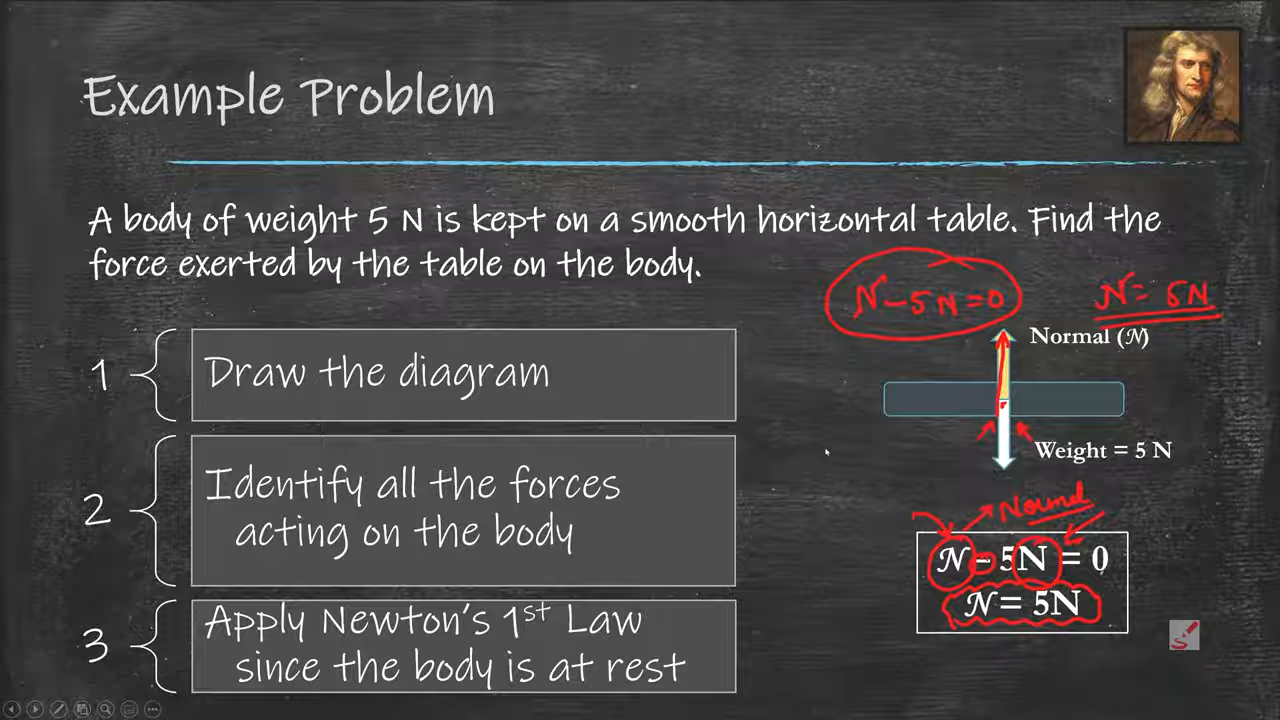 Example Problem
A body of weight 5 N is kept on a smooth horizontal table. Find the
force exerted by the table on the body.
N - 5N = 0
N = 5N
Normal (𝒩)
Weight = 5 N
1
Draw the diagram
2
Identify all the forces
acting on the body
3
Apply Newton's 1st Law
since the body is at rest
Normal
𝒩 - 5N = 0
𝒩 = 5N